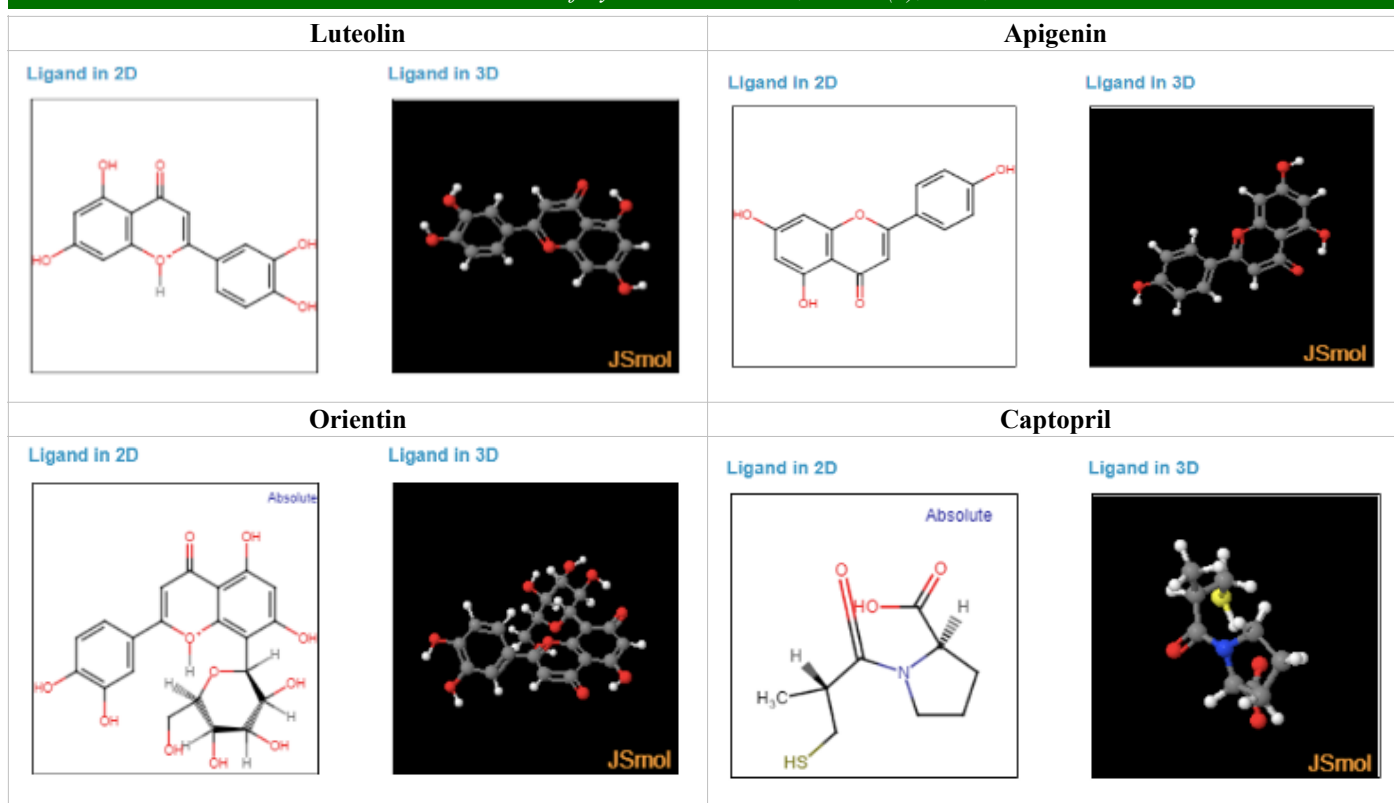 Luteolin
Apigenin
Ligand in 2D
Ligand in 3D
OH
O
HO
O+
H
OH
OH
JSmol
Ligand in 2D
Ligand in 3D
OH
HO
O
OH
O
JSmol
Orientin
Captopril
Ligand in 2D
Ligand in 3D
Absolute
O
OH
O+
OH
H
H
HO
O
H
OH
OH
H
OH
H
OH
OH
H
JSmol
Ligand in 2D
Ligand in 3D
Absolute
O
O
HO
H
H
N
H3C
HS
JSmol